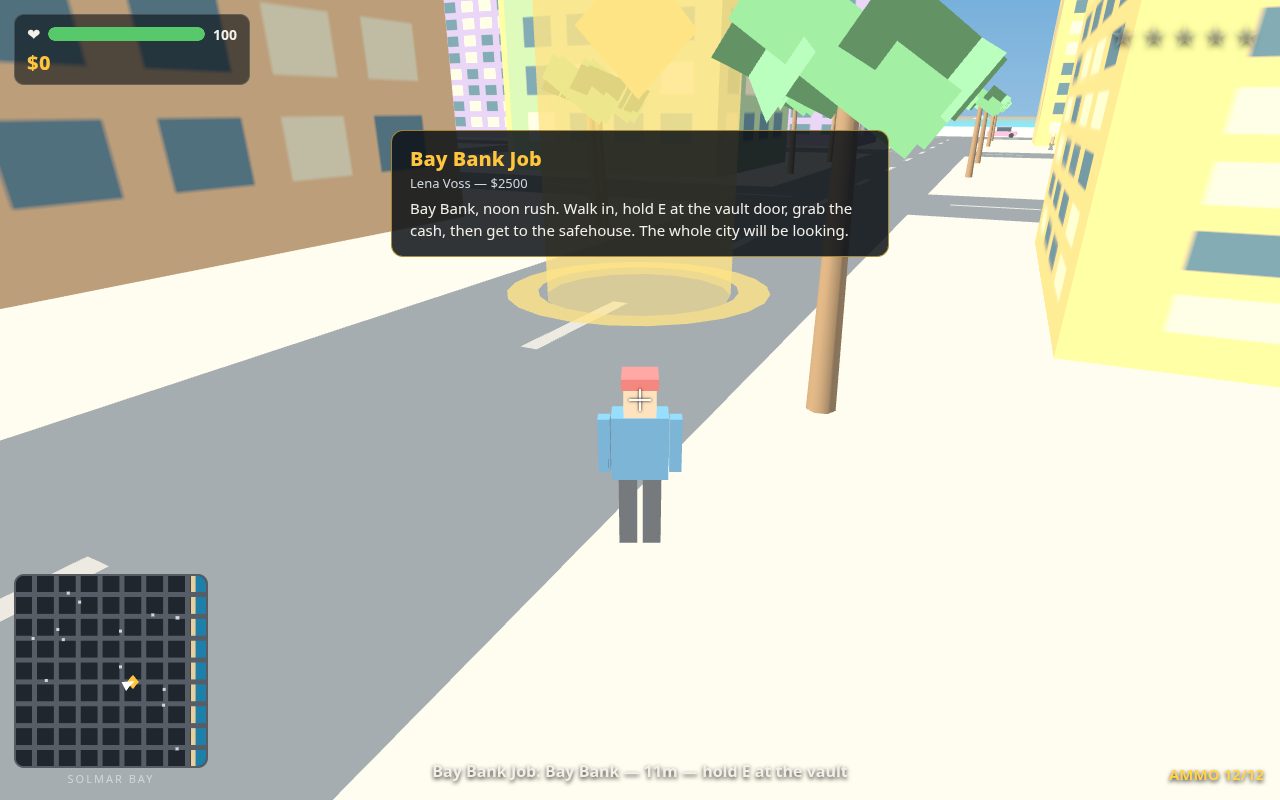 100
$0
★ ★ ★ ★ ★
Bay Bank Job
Lena Voss — $2500
Bay Bank, noon rush. Walk in, hold E at the vault door, grab the
cash, then get to the safehouse. The whole city will be looking.
SOLMAR BAY
Bay Bank Job: Bay Bank — 11m — hold E at the vault
AMMO 12/12